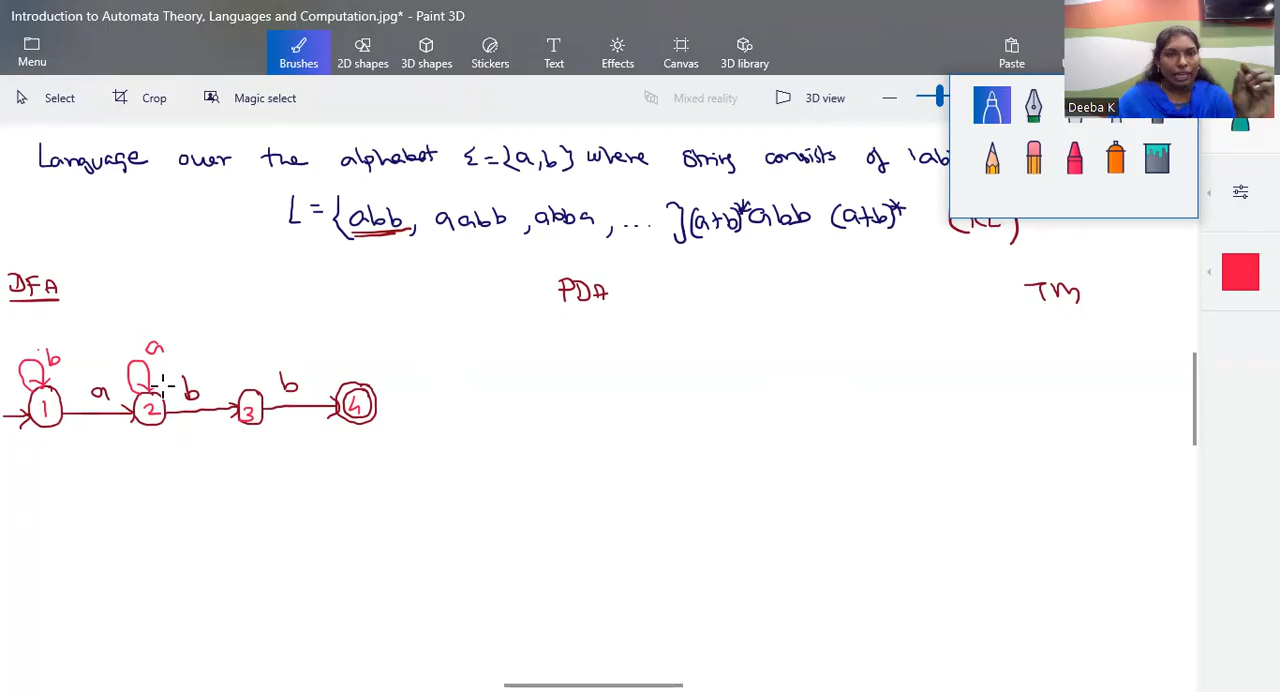 Introduction to Automata Theory, Languages and Computation.jpg* - Paint 3D
Menu
Brushes
2D shapes
3D shapes
Stickers
Text
Effects
Canvas
3D library
Paste
Select
Crop
Magic select
Mixed reality
3D view
Deeba K
Language over the alphabet Σ={a,b} where string consists of 'ab
L={abb, aabb, abba, ...} (a+b)*abb (a+b)*
DFA PDA TM
b a
a b b
1 2 3 4